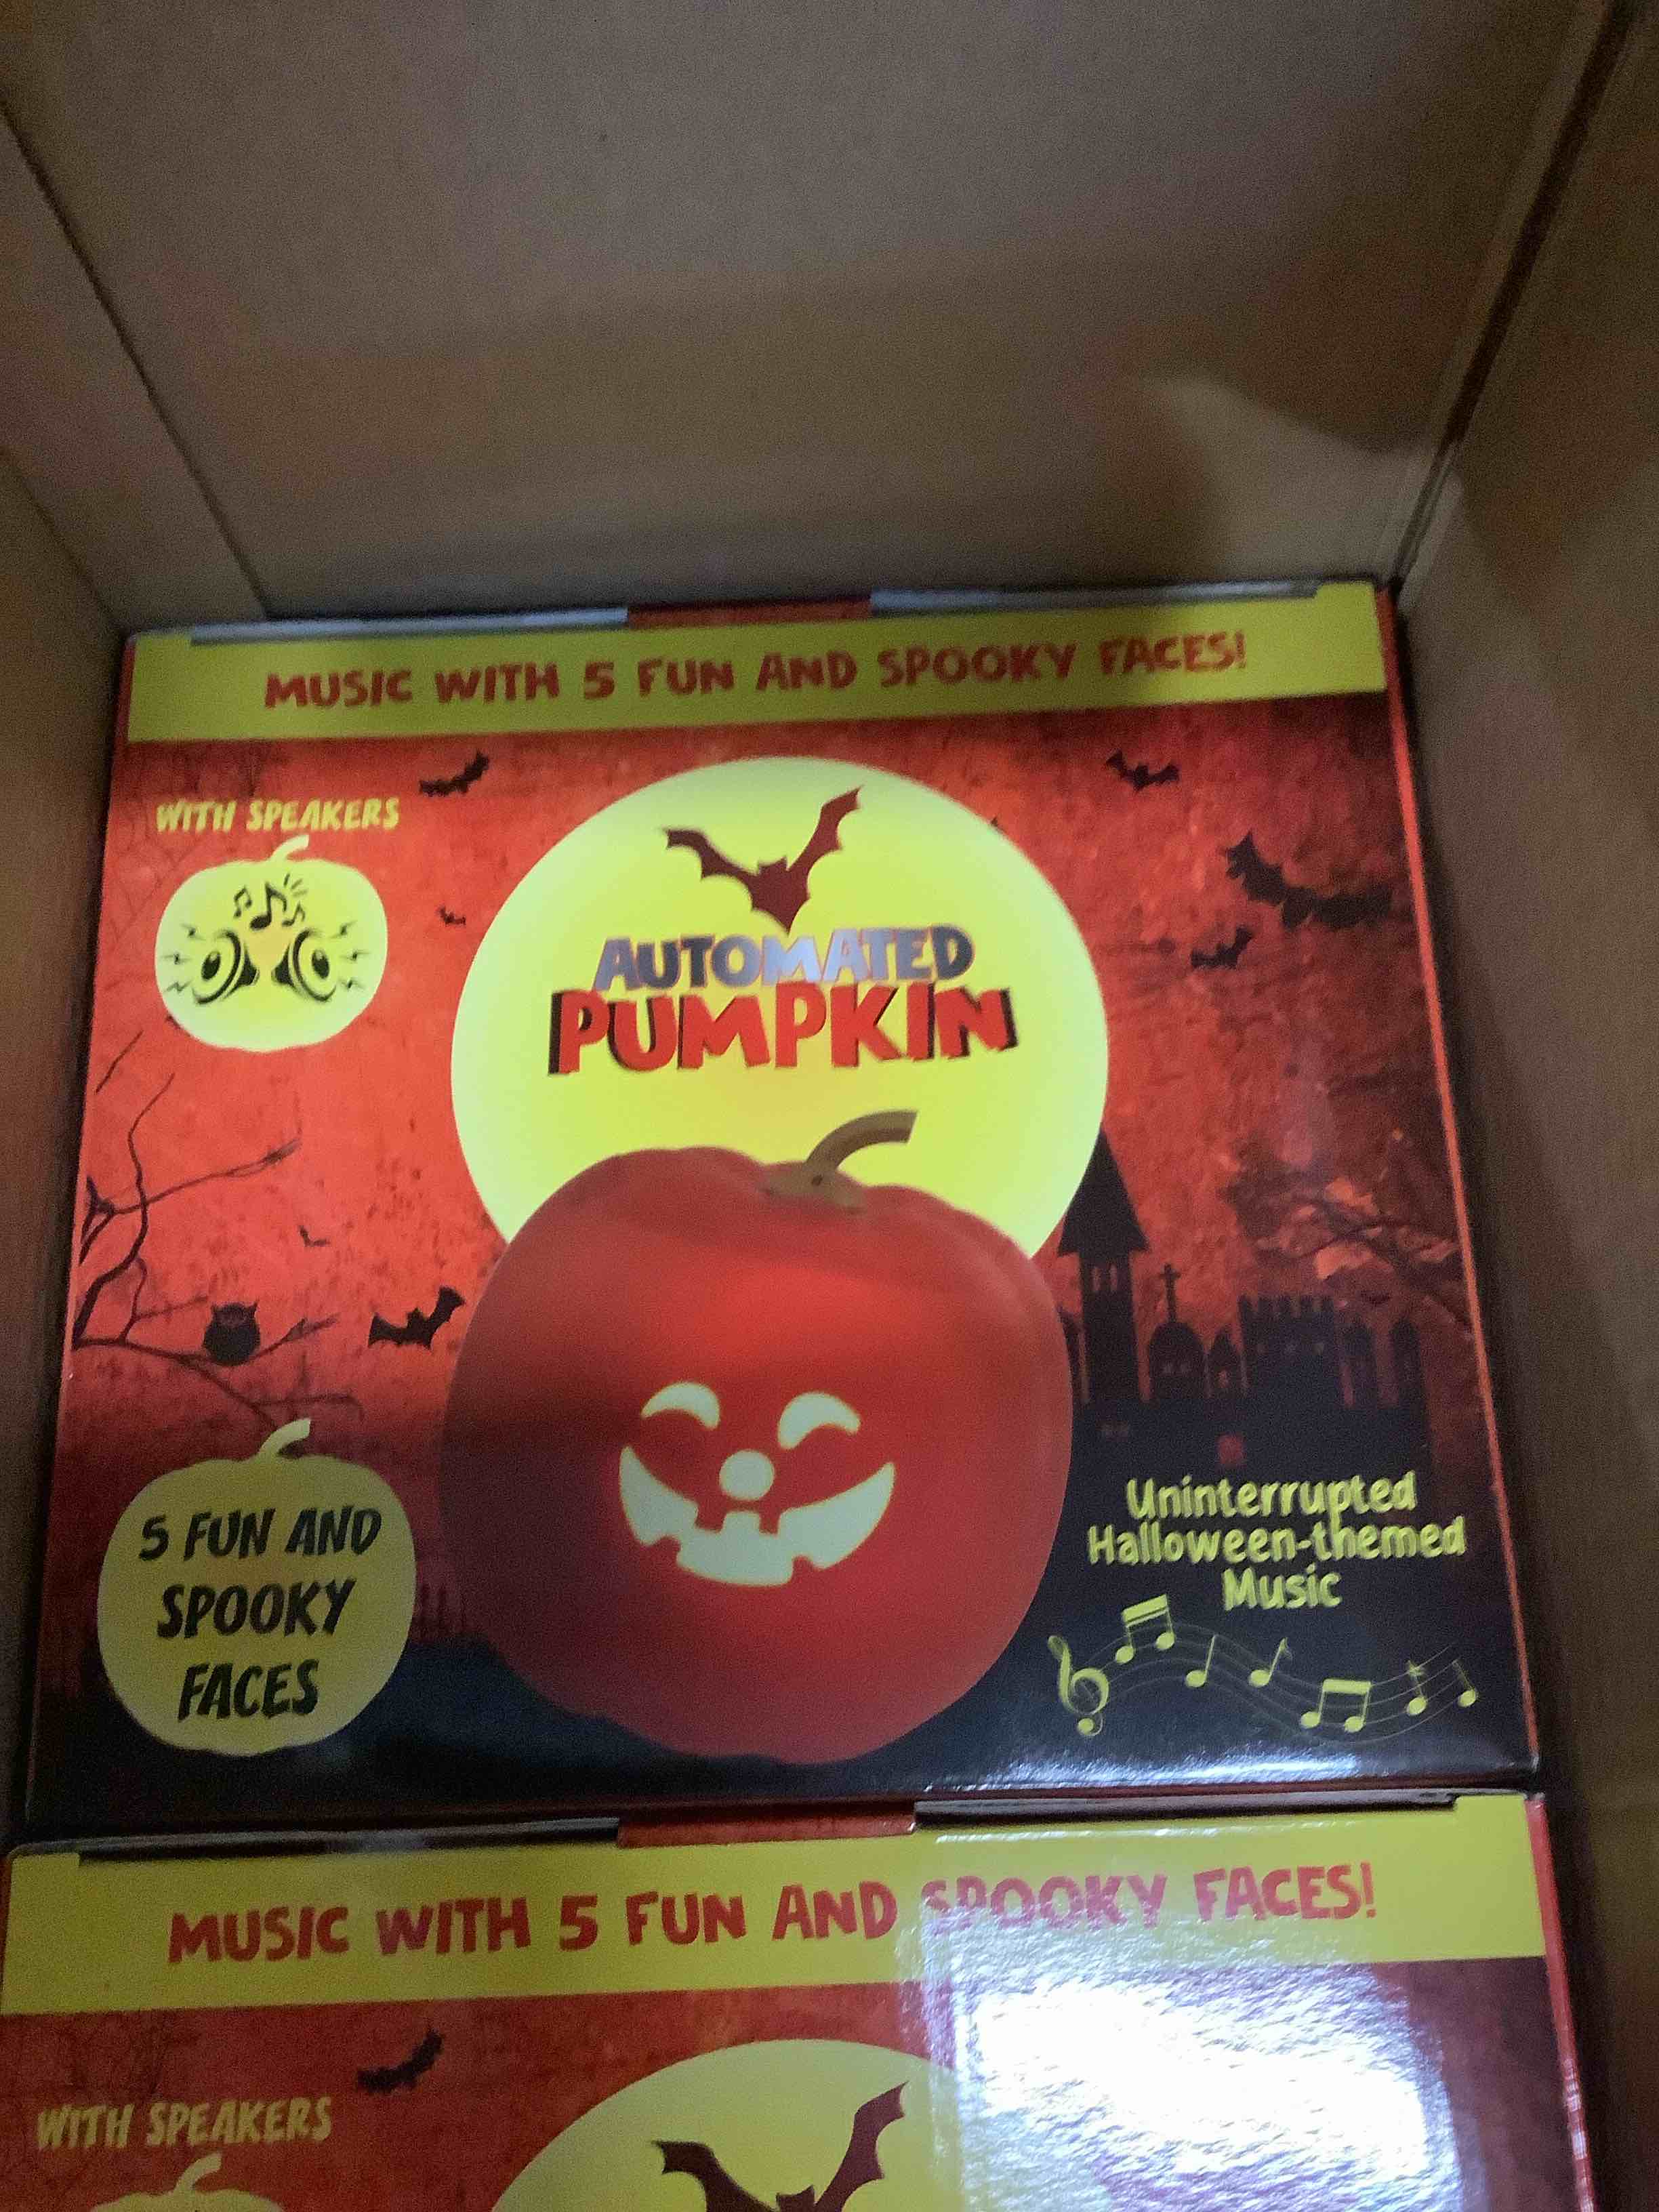 MUSIC WITH 5 FUN AND SPOOKY FACES!
WITH SPEAKERS
AUTOMATED
PUMPKIN
5 FUN AND
SPOOKY
FACES
Uninterrupted
Halloween-themed
Music
MUSIC WITH 5 FUN AND SPOOKY FACES!
WITH SPEAKERS